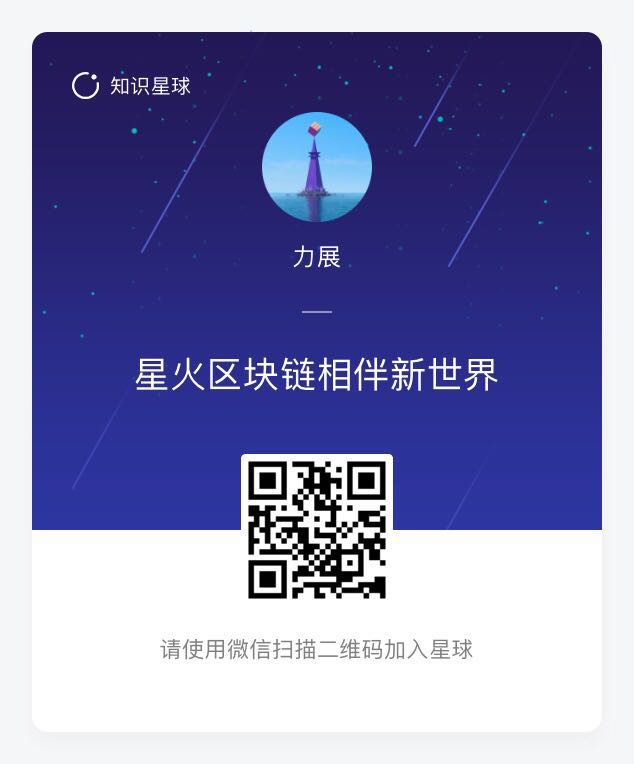 知识星球
力展
星火区块链相伴新世界
请使用微信扫描二维码加入星球